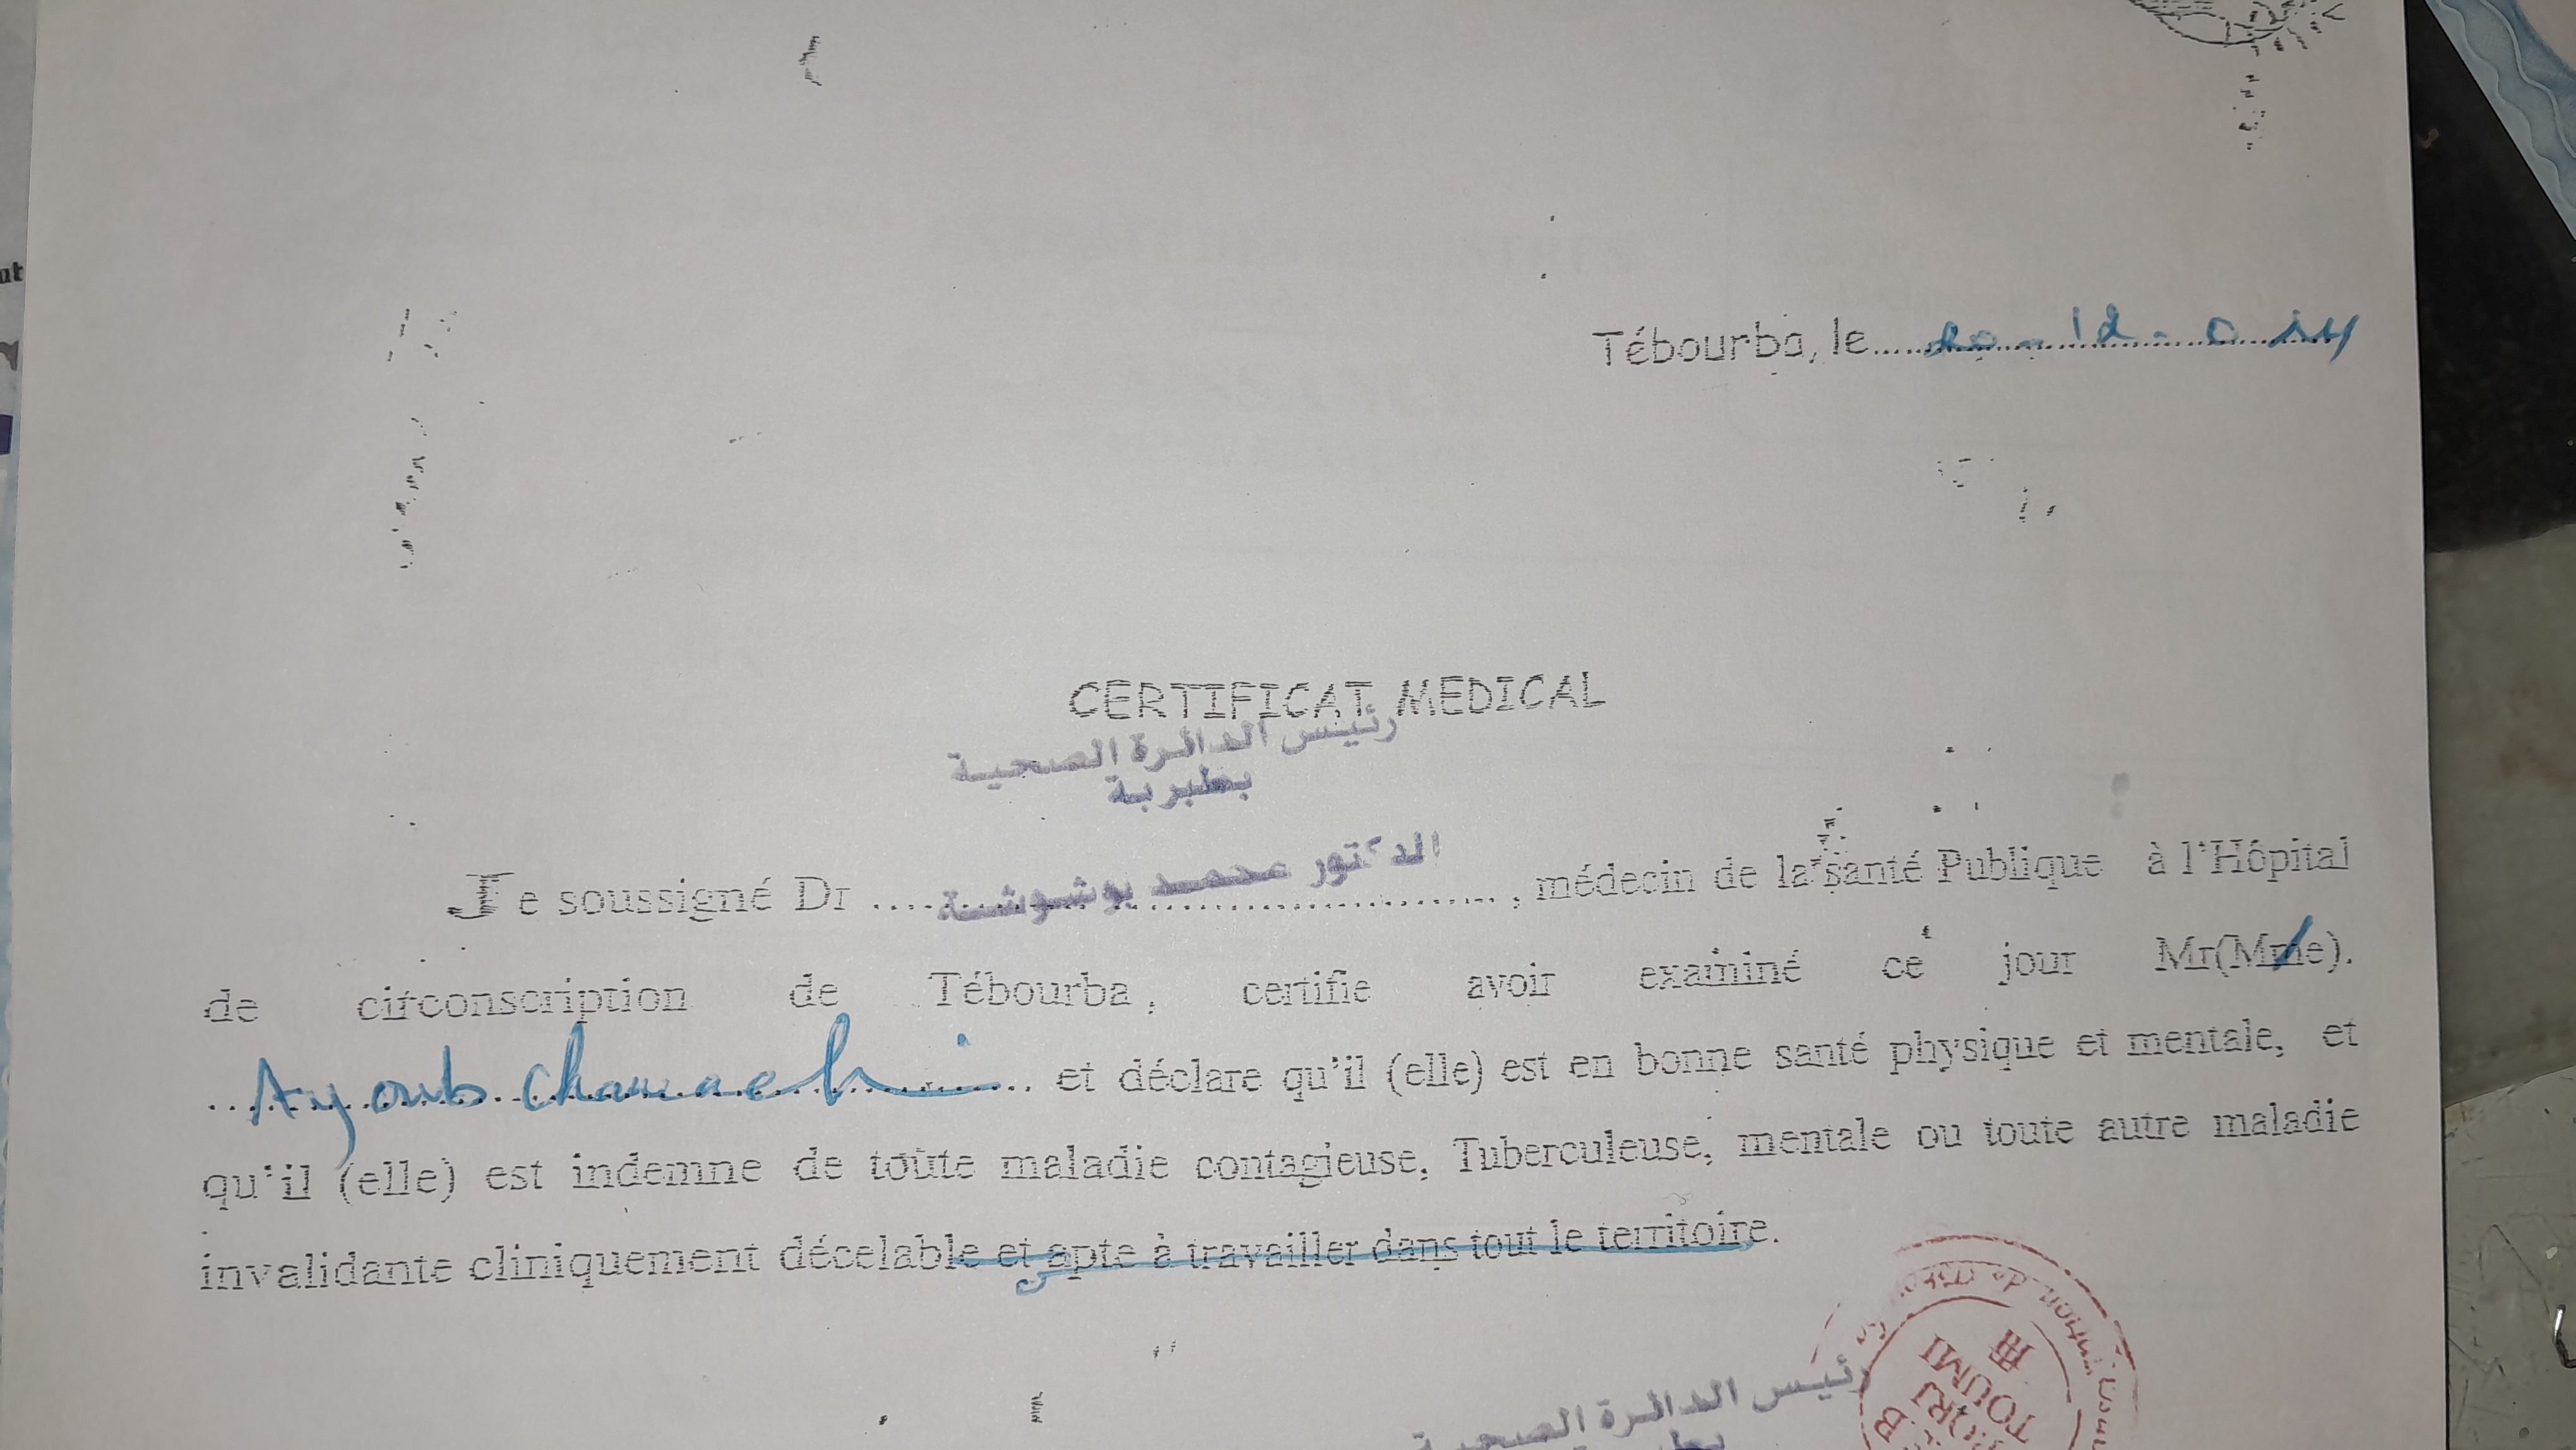 Tébourba, le
CERTIFICAT MEDICAL
رئيس الدائرة الصحية
بطبربة
Je soussigné Dr الدكتور محمد بوشوشة, médecin de la santé Publique à l'Hôpital
de circonscription de Tébourba, certifie avoir examiné ce jour Mr(Mme).
Ayoub et déclare qu'il (elle) est en bonne santé physique et mentale, et
qu'il (elle) est indemne de toute maladie contagieuse, Tuberculeuse, mentale ou toute autre maladie
invalidante cliniquement décelable et apte à travailler dans tout le territoire.
رئيس الدائرة الصحية
BORJ
TOUMI